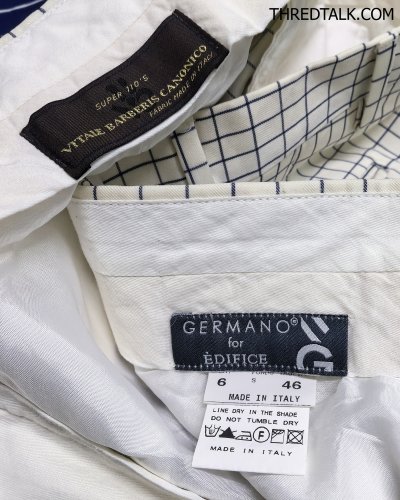 THREDTALK.COM
SUPER 110'S
VITALE BARBERIS CANONICO
FABRIC MADE IN ITALY
GERMANO®
for
ÈDIFICE
G
6 S 46
MADE IN ITALY
LINE DRY IN THE SHADE
DO NOT TUMBLE DRY
MADE IN ITALY